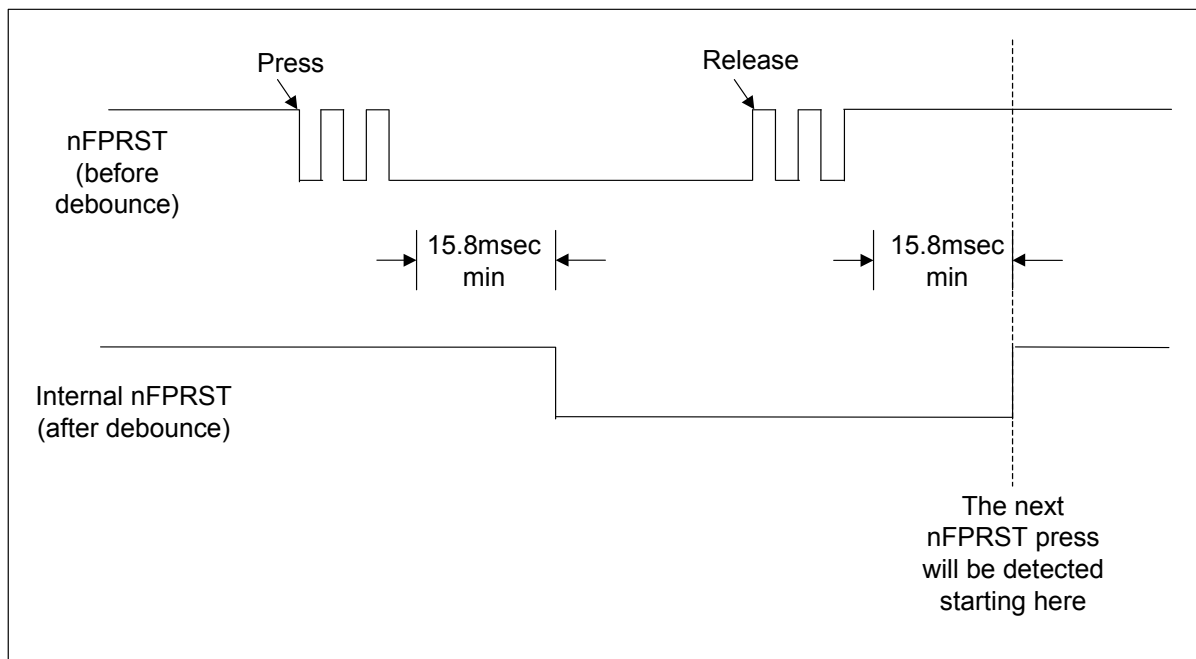 Press
Release
nFPRST
(before
debounce)
15.8msec
min
15.8msec
min
Internal nFPRST
(after debounce)
The next
nFPRST press
will be detected
starting here